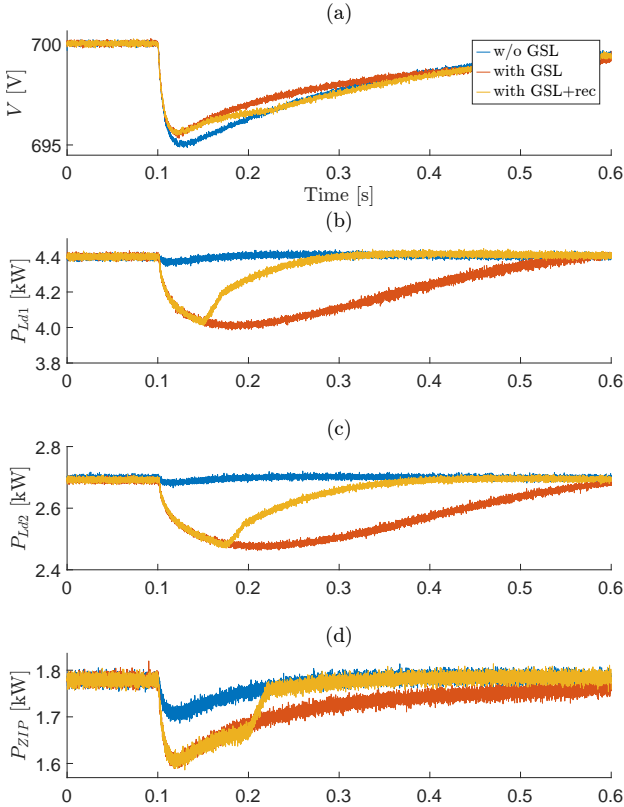 (a)
V [V]
700
695
w/o GSL
with GSL
with GSL+rec
0 0.1 0.2 0.3 0.4 0.5 0.6
Time [s]
(b)
P_{Ld1} [kW]
4.4
4.2
4.0
3.8
0 0.1 0.2 0.3 0.4 0.5 0.6
(c)
P_{Ld2} [kW]
2.8
2.6
2.4
0 0.1 0.2 0.3 0.4 0.5 0.6
(d)
P_{ZIP} [kW]
1.8
1.7
1.6
0 0.1 0.2 0.3 0.4 0.5 0.6